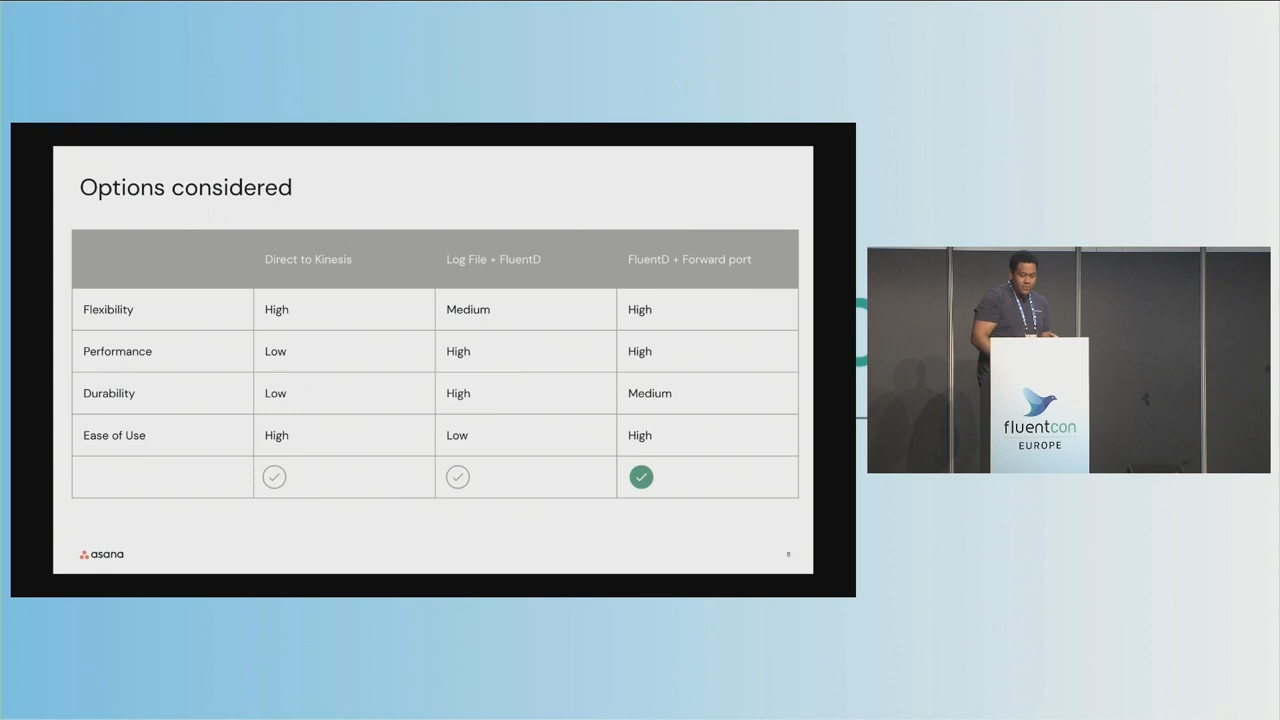 Options considered
Direct to Kinesis Log File + FluentD FluentD + Forward port
Flexibility High Medium High
Performance Low High High
Durability Low High Medium
Ease of Use High Low High
asana
11
fluentcon
EUROPE